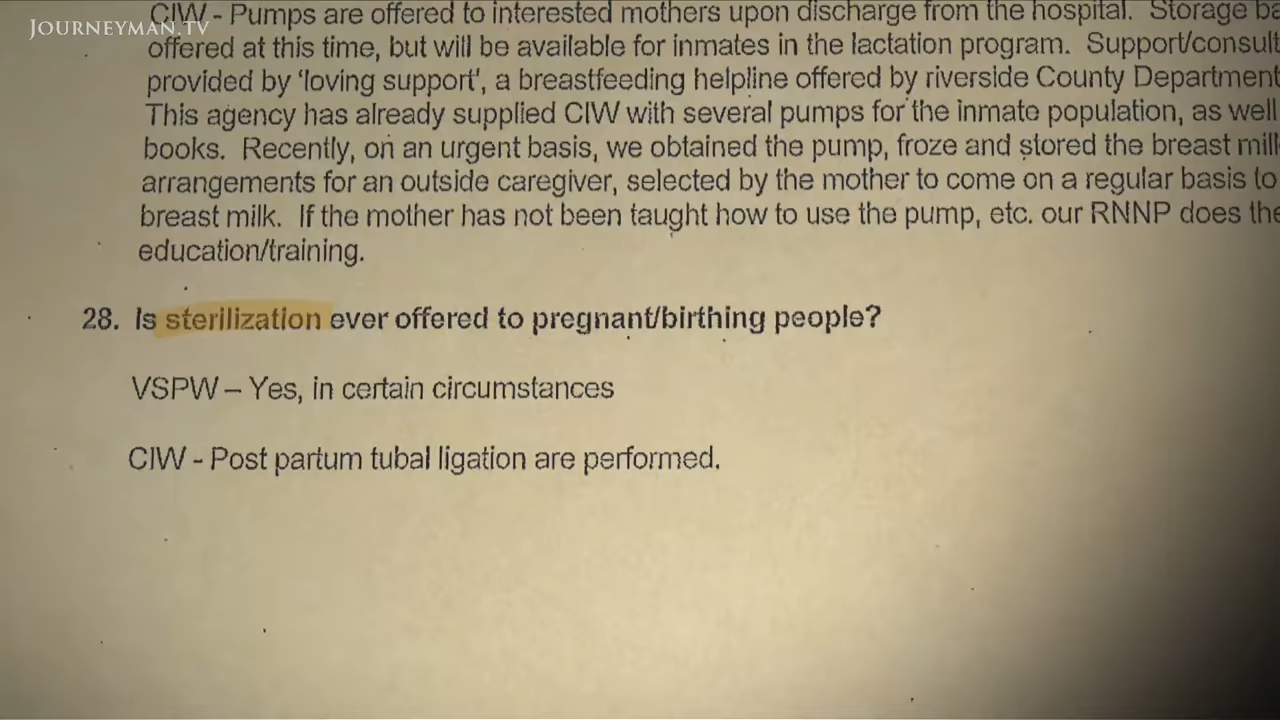 JOURNEYMAN.TV
CIW - Pumps are offered to interested mothers upon discharge from the hospital. Storage
offered at this time, but will be available for inmates in the lactation program. Support/consult
provided by 'loving support', a breastfeeding helpline offered by riverside County Department
This agency has already supplied CIW with several pumps for the inmate population, as well
books. Recently, on an urgent basis, we obtained the pump, froze and stored the breast mil
arrangements for an outside caregiver, selected by the mother to come on a regular basis to
breast milk. If the mother has not been taught how to use the pump, etc. our RNNP does the
education/training.
28. Is sterilization ever offered to pregnant/birthing people?
VSPW – Yes, in certain circumstances
CIW - Post partum tubal ligation are performed.